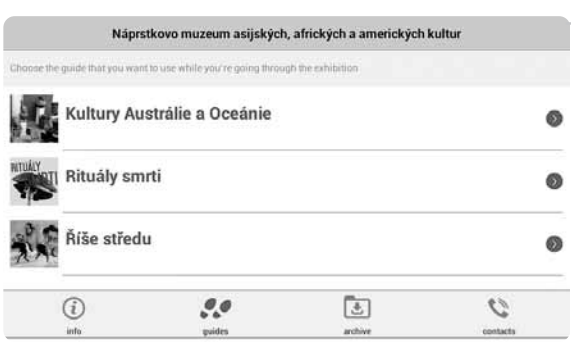 Náprstkovo muzeum asijských, afrických a amerických kultur
Choose the guide that you want to use while you're going through the exhibition
Kultury Austrálie a Oceánie
RITUÁLY
Rituály smrti
Říše středu
info
guides
archive
contacts